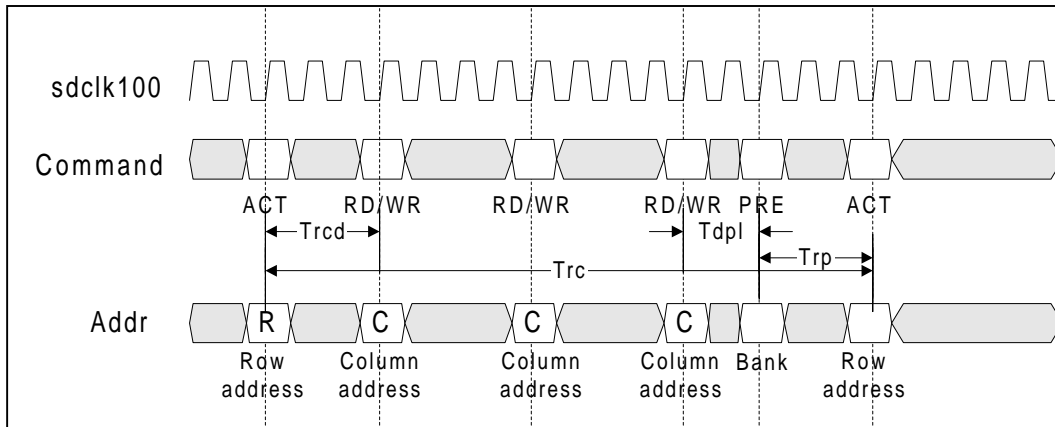 sdclk100
Command
ACT RD/WR RD/WR RD/WR PRE ACT
Trcd Tdpl
Trc Trp
Addr R C C C
Row Column Column Column Bank Row
address address address address address